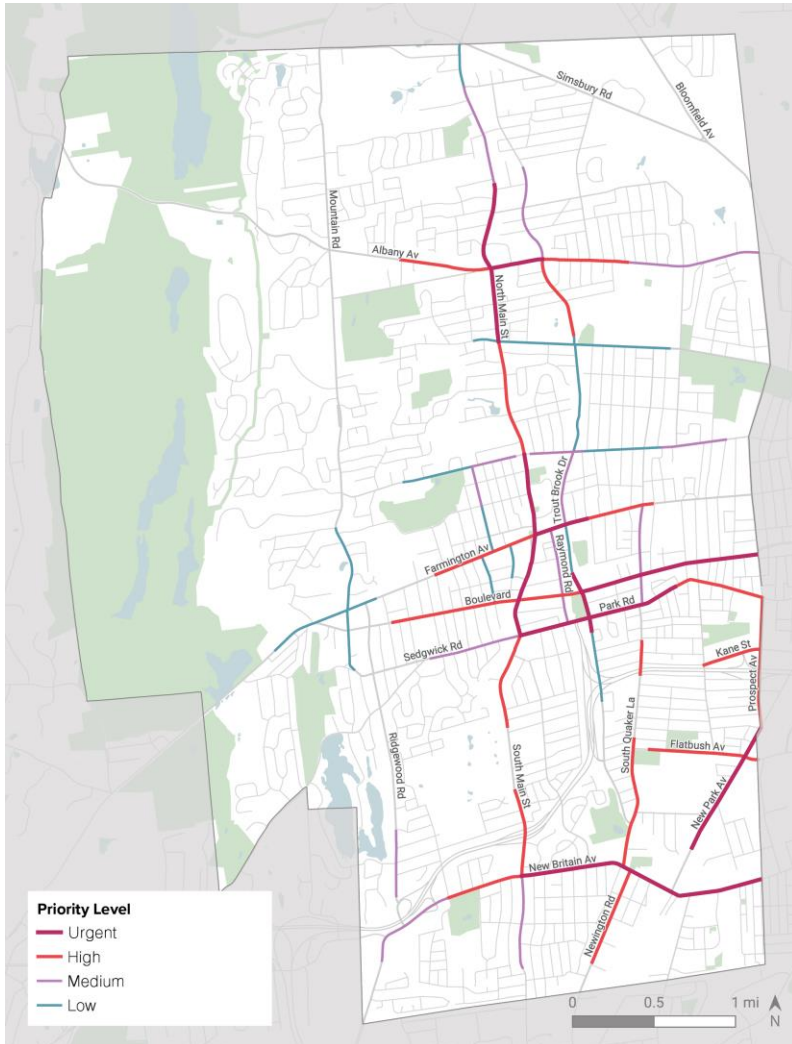 Simsbury Rd
Bloomfield Av
Mountain Rd
Albany Av
North Main St
Trout Brook Dr
Farmington Av
Raymond Rd
Boulevard
Park Rd
Sedgwick Rd
Kane St
Prospect Av
South Quaker La
Ridgewood Rd
South Main St
Flatbush Av
New Park Av
New Britain Av
Newington Rd
Priority Level
Urgent
High
Medium
Low
0 0.5 1 mi
N